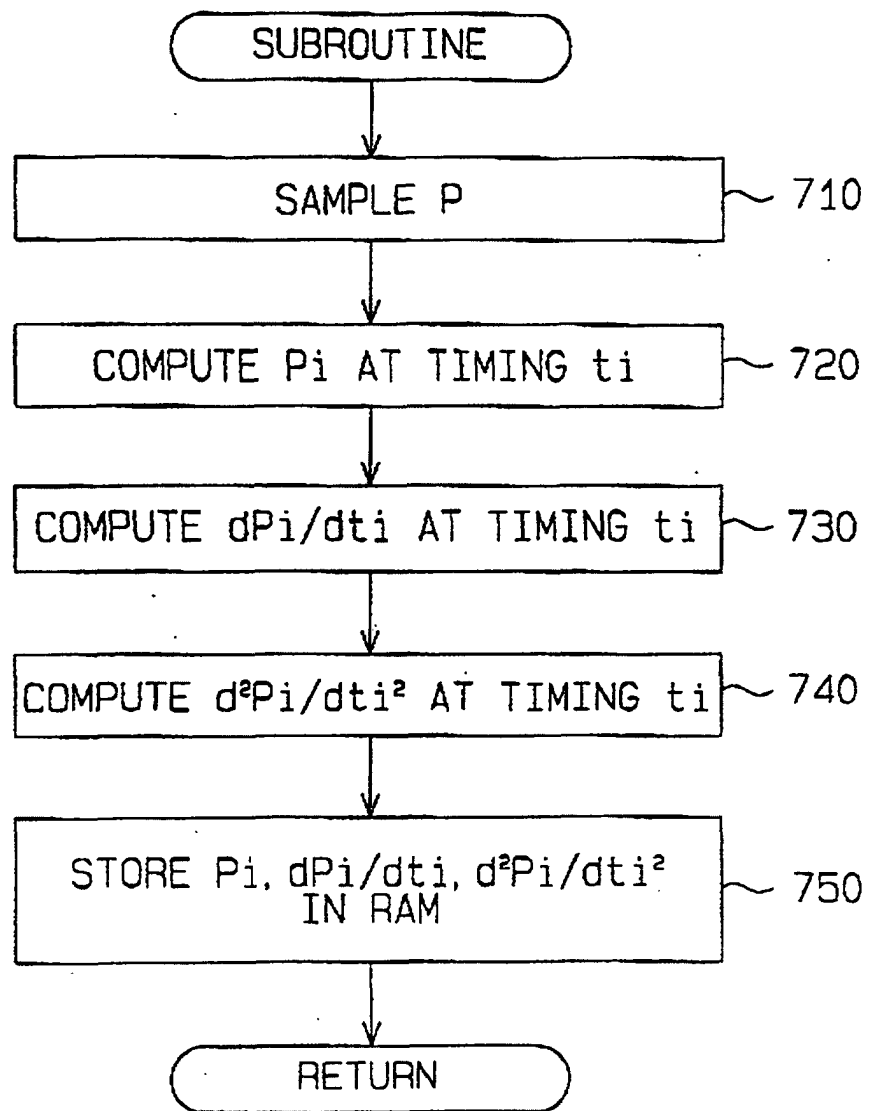 SUBROUTINE
SAMPLE P
710
COMPUTE Pi AT TIMING ti
720
COMPUTE dPi/dti AT TIMING ti
730
COMPUTE d²Pi/dti² AT TIMING ti
740
STORE Pi, dPi/dti, d²Pi/dti²
IN RAM
750
RETURN